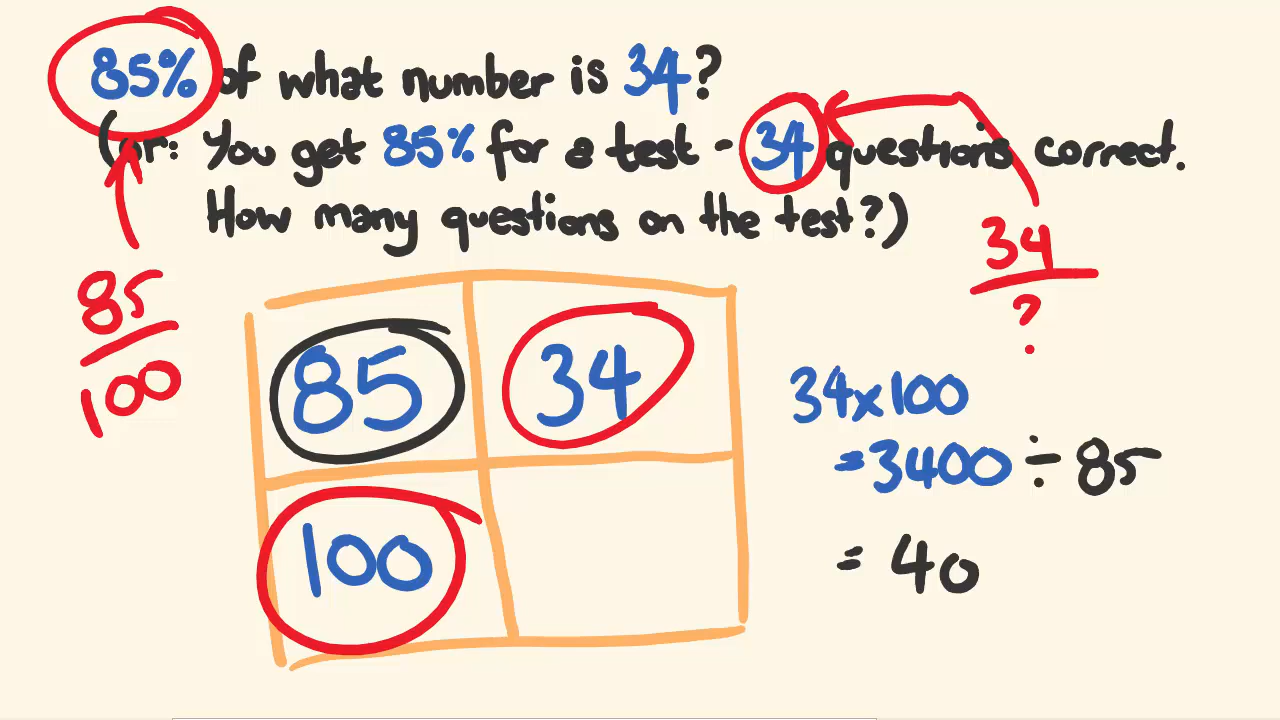 85% of what number is 34?
(or: You get 85% for a test - 34 questions correct.
How many questions on the test?)
85
100
34
?
85 34
100
34x100
=3400 ÷ 85
= 40